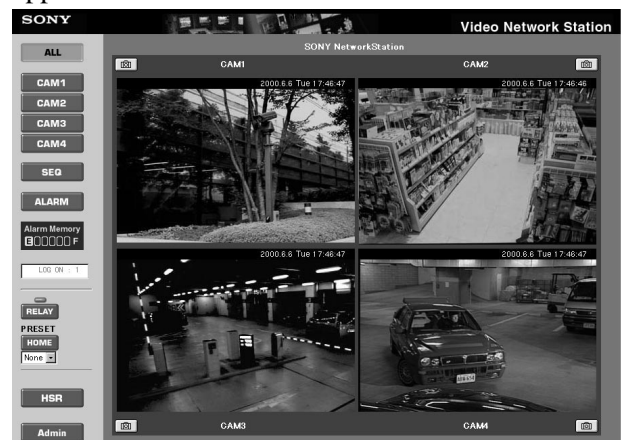 SONY
Video Network Station
SONY NetworkStation
ALL
CAM1
CAM2
CAM3
CAM4
SEQ
ALARM
Alarm Memory
E F
LOG ON : 1
RELAY
PRESET
HOME
None
HSR
Admin
CAM1
CAM2
2000.6.6 Tue 17:46:47
2000.6.6 Tue 17:46:46
2000.6.6 Tue 17:46:47
2000.6.6 Tue 17:46:47
CAM3
CAM4